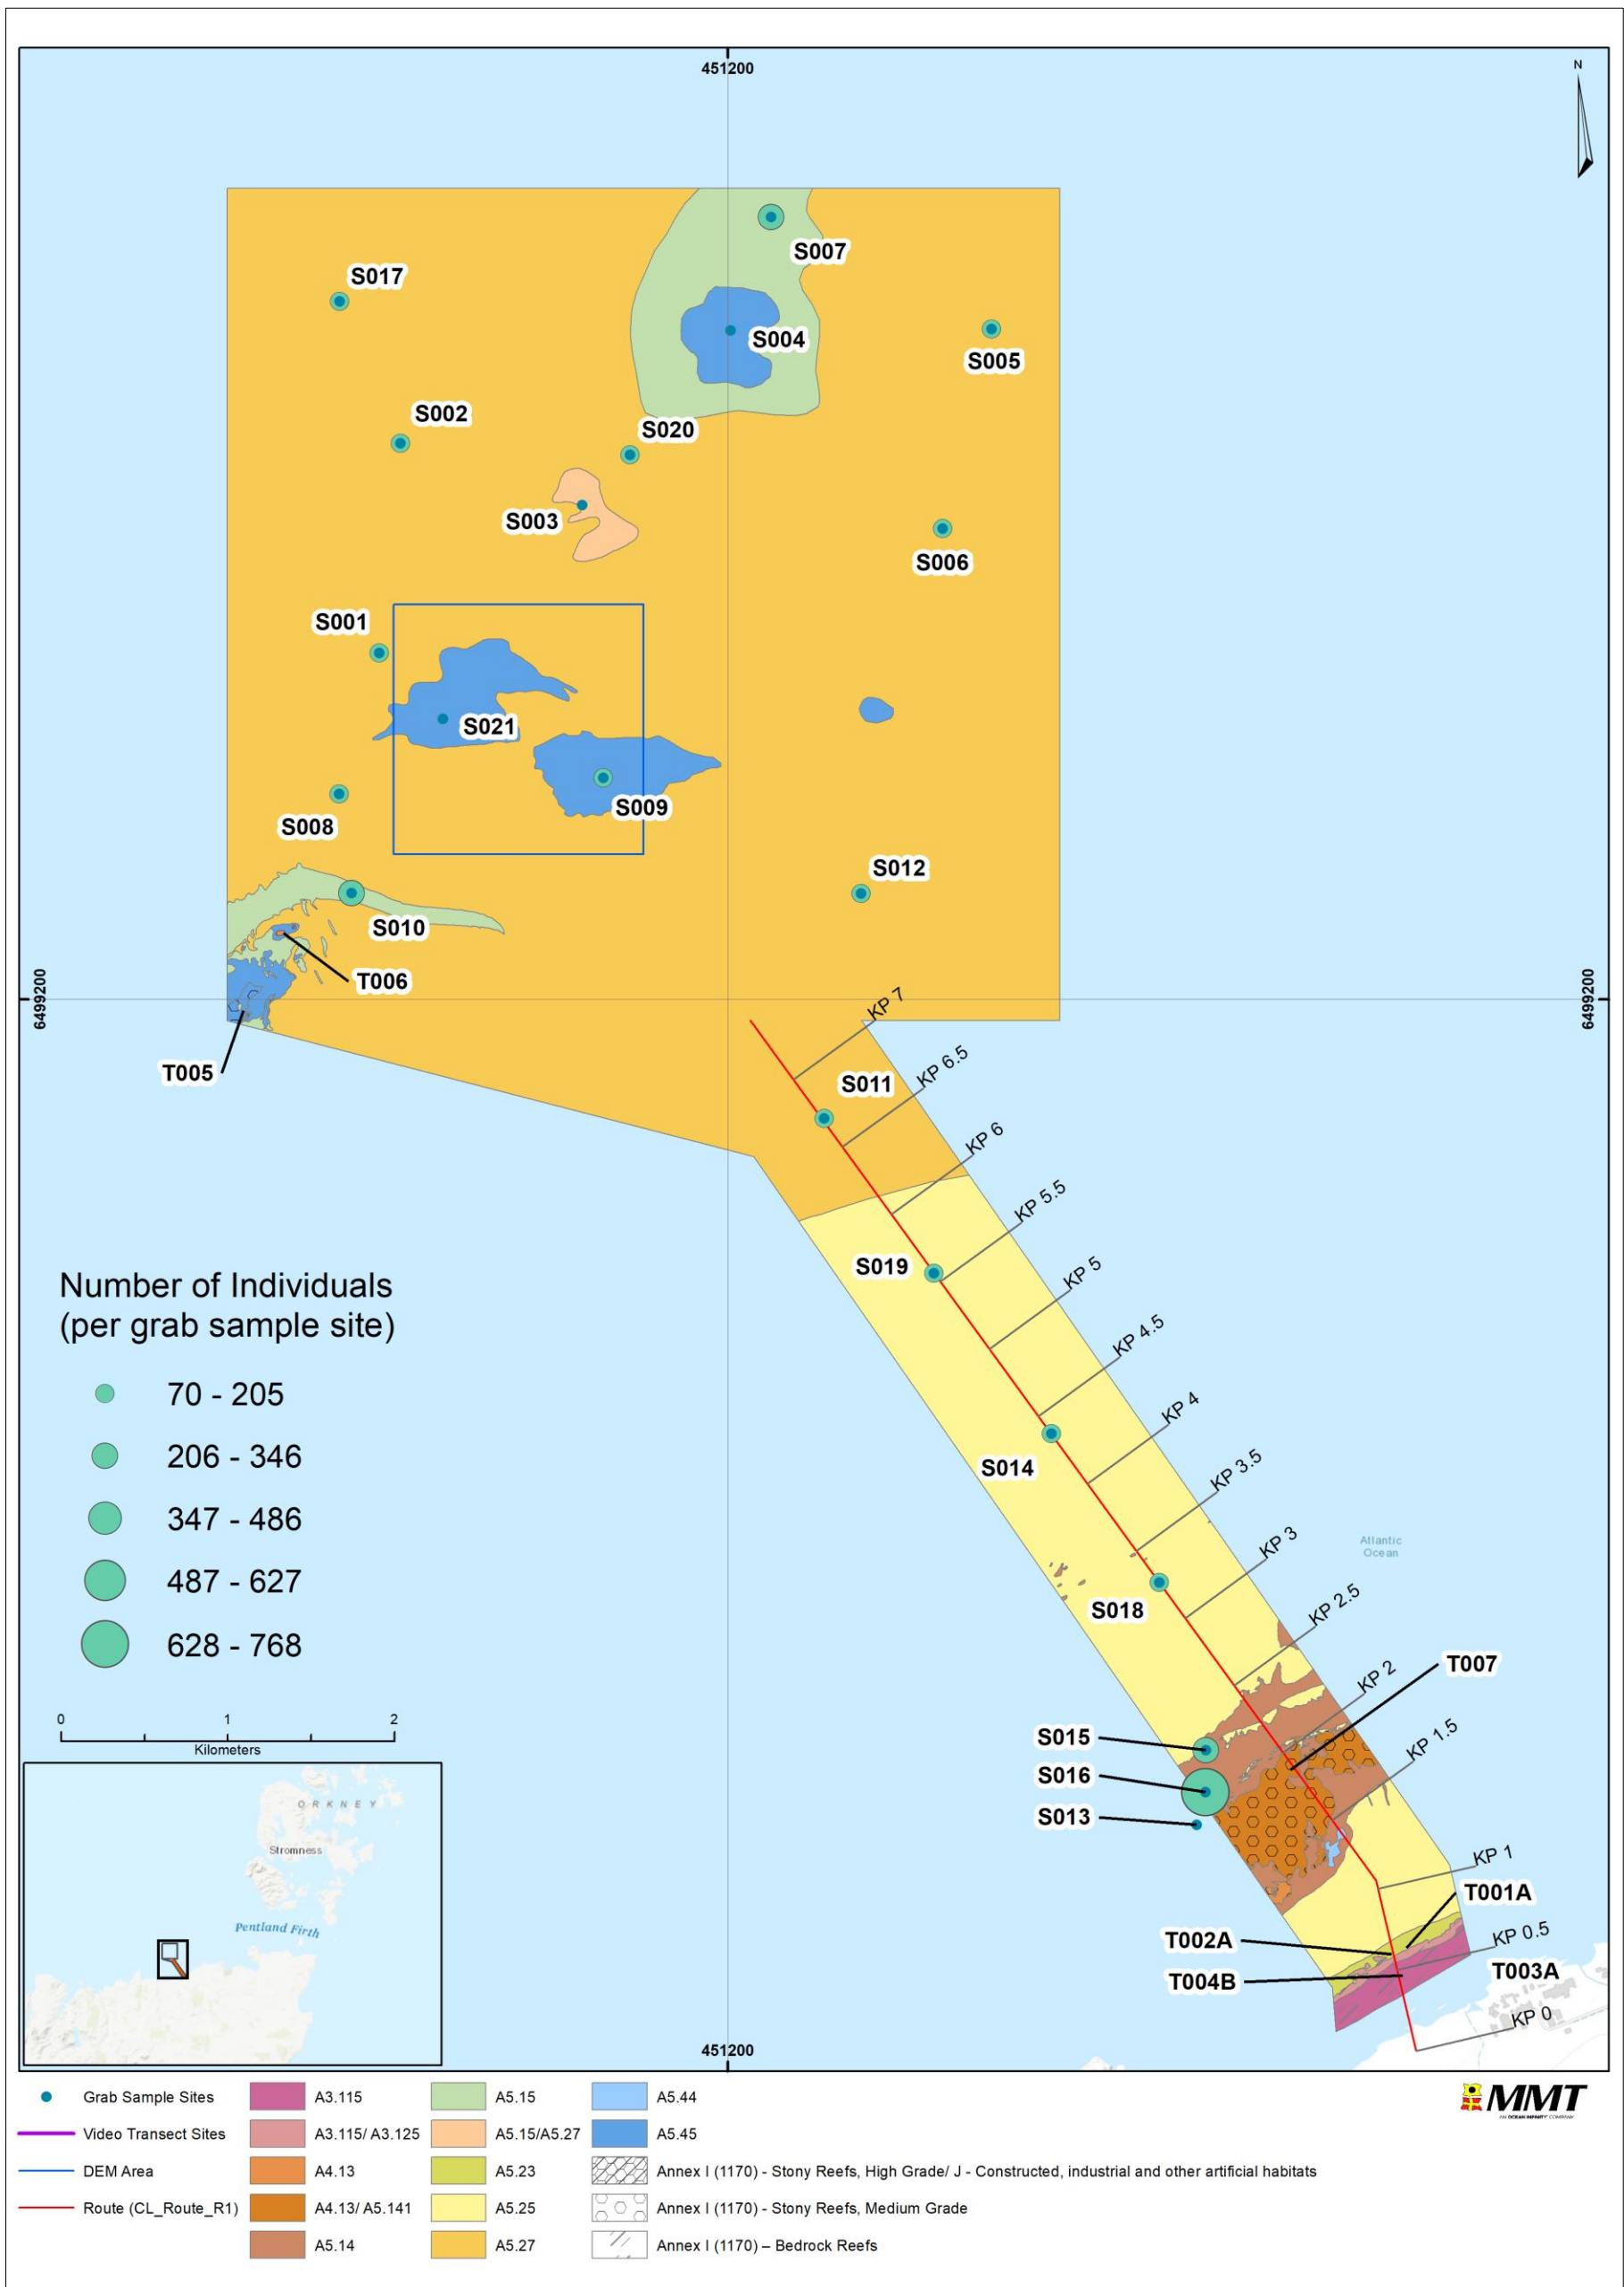 451200
N
S007
S017
S004
S005
S002
S020
S003
S006
S001
S021
S009
S008
S012
S010
T006
6499200
6499200
KP 7
T005
KP 6.5
S011
KP 6
KP 5.5
S019
Number of Individuals
(per grab sample site)
KP 5
KP 4.5
70 - 205
KP 4
206 - 346
S014
KP 3.5
347 - 486
Atlantic
Ocean
KP 3
487 - 627
S018
KP 2.5
628 - 768
T007
KP 2
0 1 2
Kilometers
S015
KP 1.5
S016
S013
ORKNEY
Stromness
Pentland Firth
KP 1
T001A
T002A
KP 0.5
T004B
T003A
KP 0
451200
Grab Sample Sites
Video Transect Sites
DEM Area
Route (CL_Route_R1)
A3.115
A3.115/ A3.125
A4.13
A4.13/ A5.141
A5.14
A5.15
A5.15/A5.27
A5.23
A5.25
A5.27
A5.44
A5.45
Annex I (1170) - Stony Reefs, High Grade/ J - Constructed, industrial and other artificial habitats
Annex I (1170) - Stony Reefs, Medium Grade
Annex I (1170) – Bedrock Reefs
MMT
AN OCEAN INFINITY COMPANY